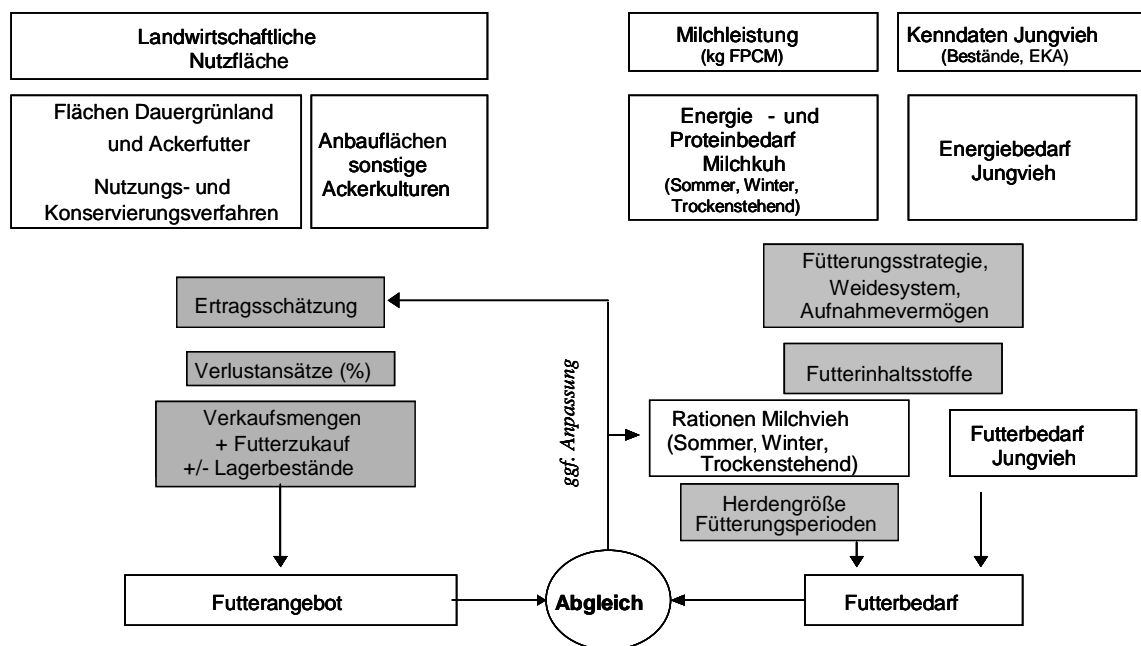 Landwirtschaftliche
Nutzfläche
Milchleistung
(kg FPCM)
Kenndaten Jungvieh
(Bestände, EKA)
Flächen Dauergrünland
und Ackerfutter
Nutzungs- und
Konservierungsverfahren
Anbauflächen
sonstige
Ackerkulturen
Energie - und
Proteinbedarf
Milchkuh
(Sommer, Winter,
Trockenstehend)
Energiebedarf
Jungvieh
Ertragsschätzung
Verlustansätze (%)
Verkaufsmengen
+ Futterzukauf
+/- Lagerbestände
ggf. Anpassung
Fütterungsstrategie,
Weidesystem,
Aufnahmevermögen
Futterinhaltsstoffe
Rationen Milchvieh
(Sommer, Winter,
Trockenstehend)
Futterbedarf
Jungvieh
Herdengröße
Fütterungsperioden
Futterangebot
Abgleich
Futterbedarf